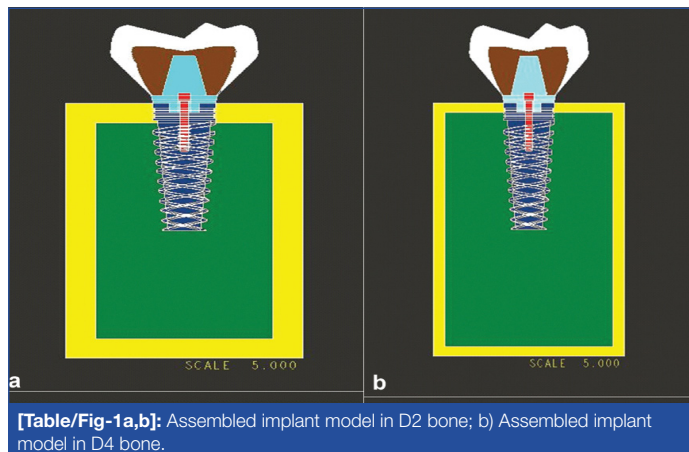 SCALE 5.000
a
SCALE 5.000
b
[Table/Fig-1a,b]: Assembled implant model in D2 bone; b) Assembled implant
model in D4 bone.